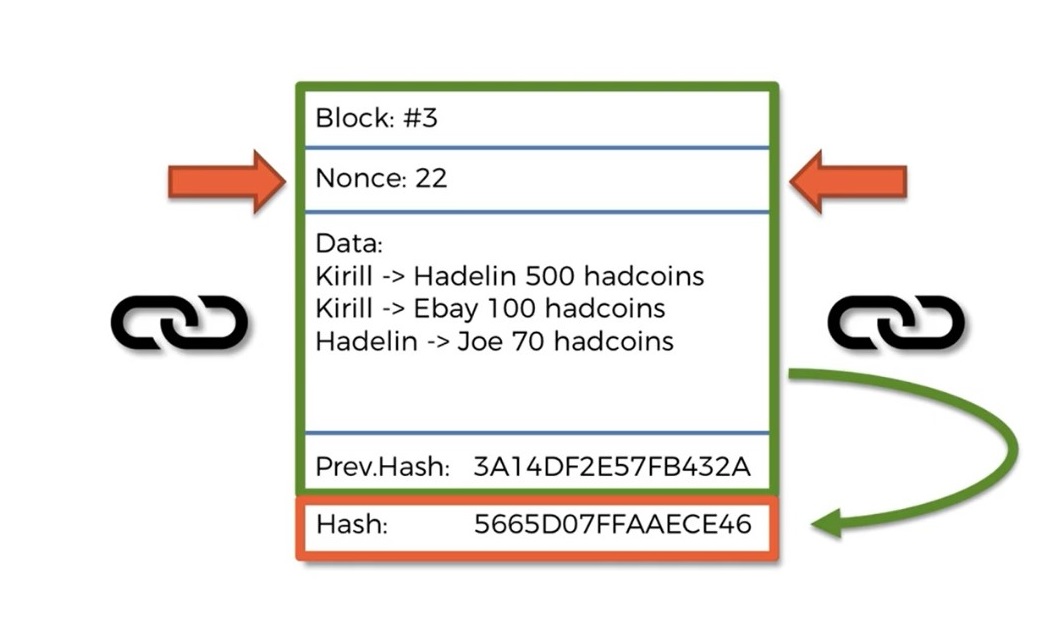 Block: #3
Nonce: 22
Data:
Kirill -> Hadelin 500 hadcoins
Kirill -> Ebay 100 hadcoins
Hadelin -> Joe 70 hadcoins
Prev.Hash: 3A14DF2E57FB432A
Hash: 5665D07FFAAECE46